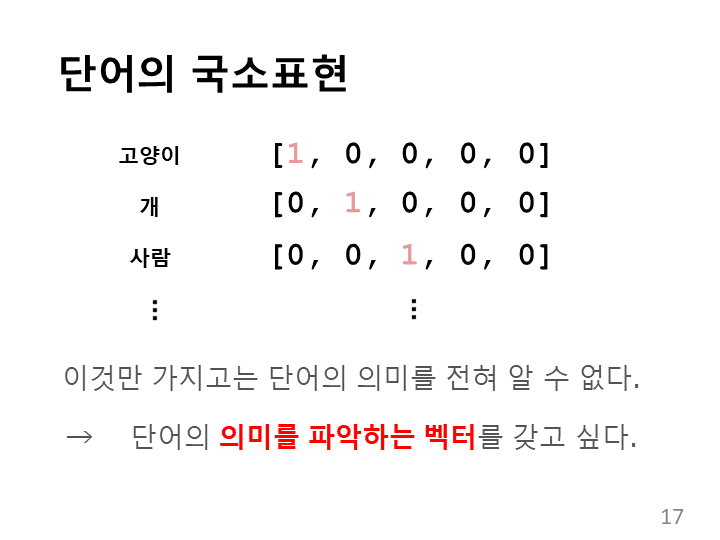 단어의 국소표현
고양이 [1, 0, 0, 0, 0]
개 [0, 1, 0, 0, 0]
사람 [0, 0, 1, 0, 0]
⋮ ⋮
이것만 가지고는 단어의 의미를 전혀 알 수 없다.
→ 단어의 의미를 파악하는 벡터를 갖고 싶다.
17